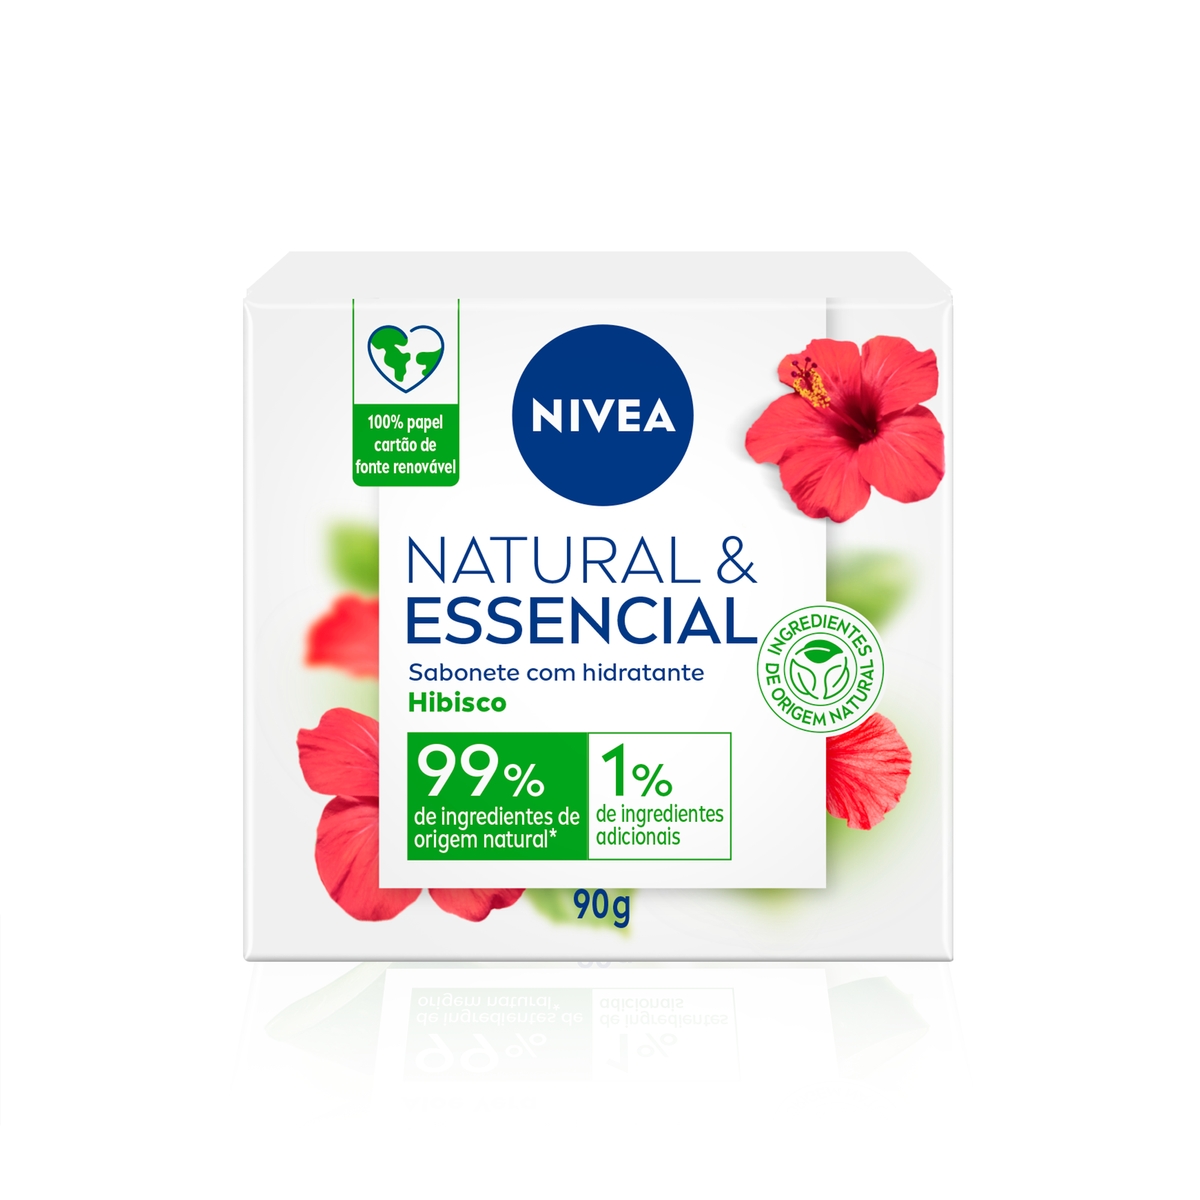 100% papel
cartão de
fonte renovável
NIVEA
NATURAL &
ESSENCIAL
Sabonete com hidratante
Hibisco
INGREDIENTES
DE ORIGEM NATURAL
99%
de ingredientes de
origem natural*
1%
de ingredientes
adicionais
90g